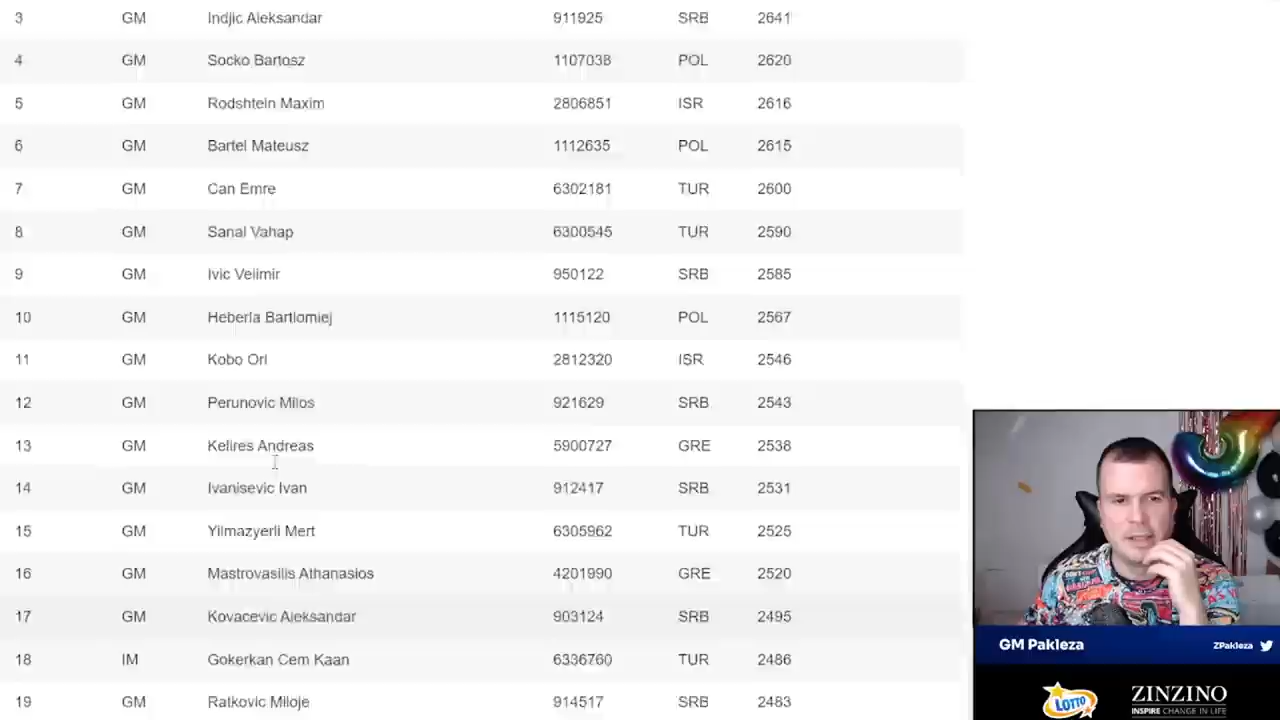 3 GM Indjic Aleksandar 911925 SRB 2641
4 GM Socko Bartosz 1107038 POL 2620
5 GM Rodshtein Maxim 2806851 ISR 2616
6 GM Bartel Mateusz 1112635 POL 2615
7 GM Can Emre 6302181 TUR 2600
8 GM Sanal Vahap 6300545 TUR 2590
9 GM Ivic Velimir 950122 SRB 2585
10 GM Heberla Bartlomiej 1115120 POL 2567
11 GM Kobo Ori 2812320 ISR 2546
12 GM Perunovic Milos 921629 SRB 2543
13 GM Kelires Andreas 5900727 GRE 2538
14 GM Ivanisevic Ivan 912417 SRB 2531
15 GM Yilmazyerli Mert 6305962 TUR 2525
16 GM Mastrovasilis Athanasios 4201990 GRE 2520
17 GM Kovacevic Aleksandar 903124 SRB 2495
18 IM Gokerkan Cem Kaan 6336760 TUR 2486
19 GM Ratkovic Miloje 914517 SRB 2483
GM Pakleza ZPakleza
LOTTO ZINZINO
INSPIRE CHANGE IN LIFE